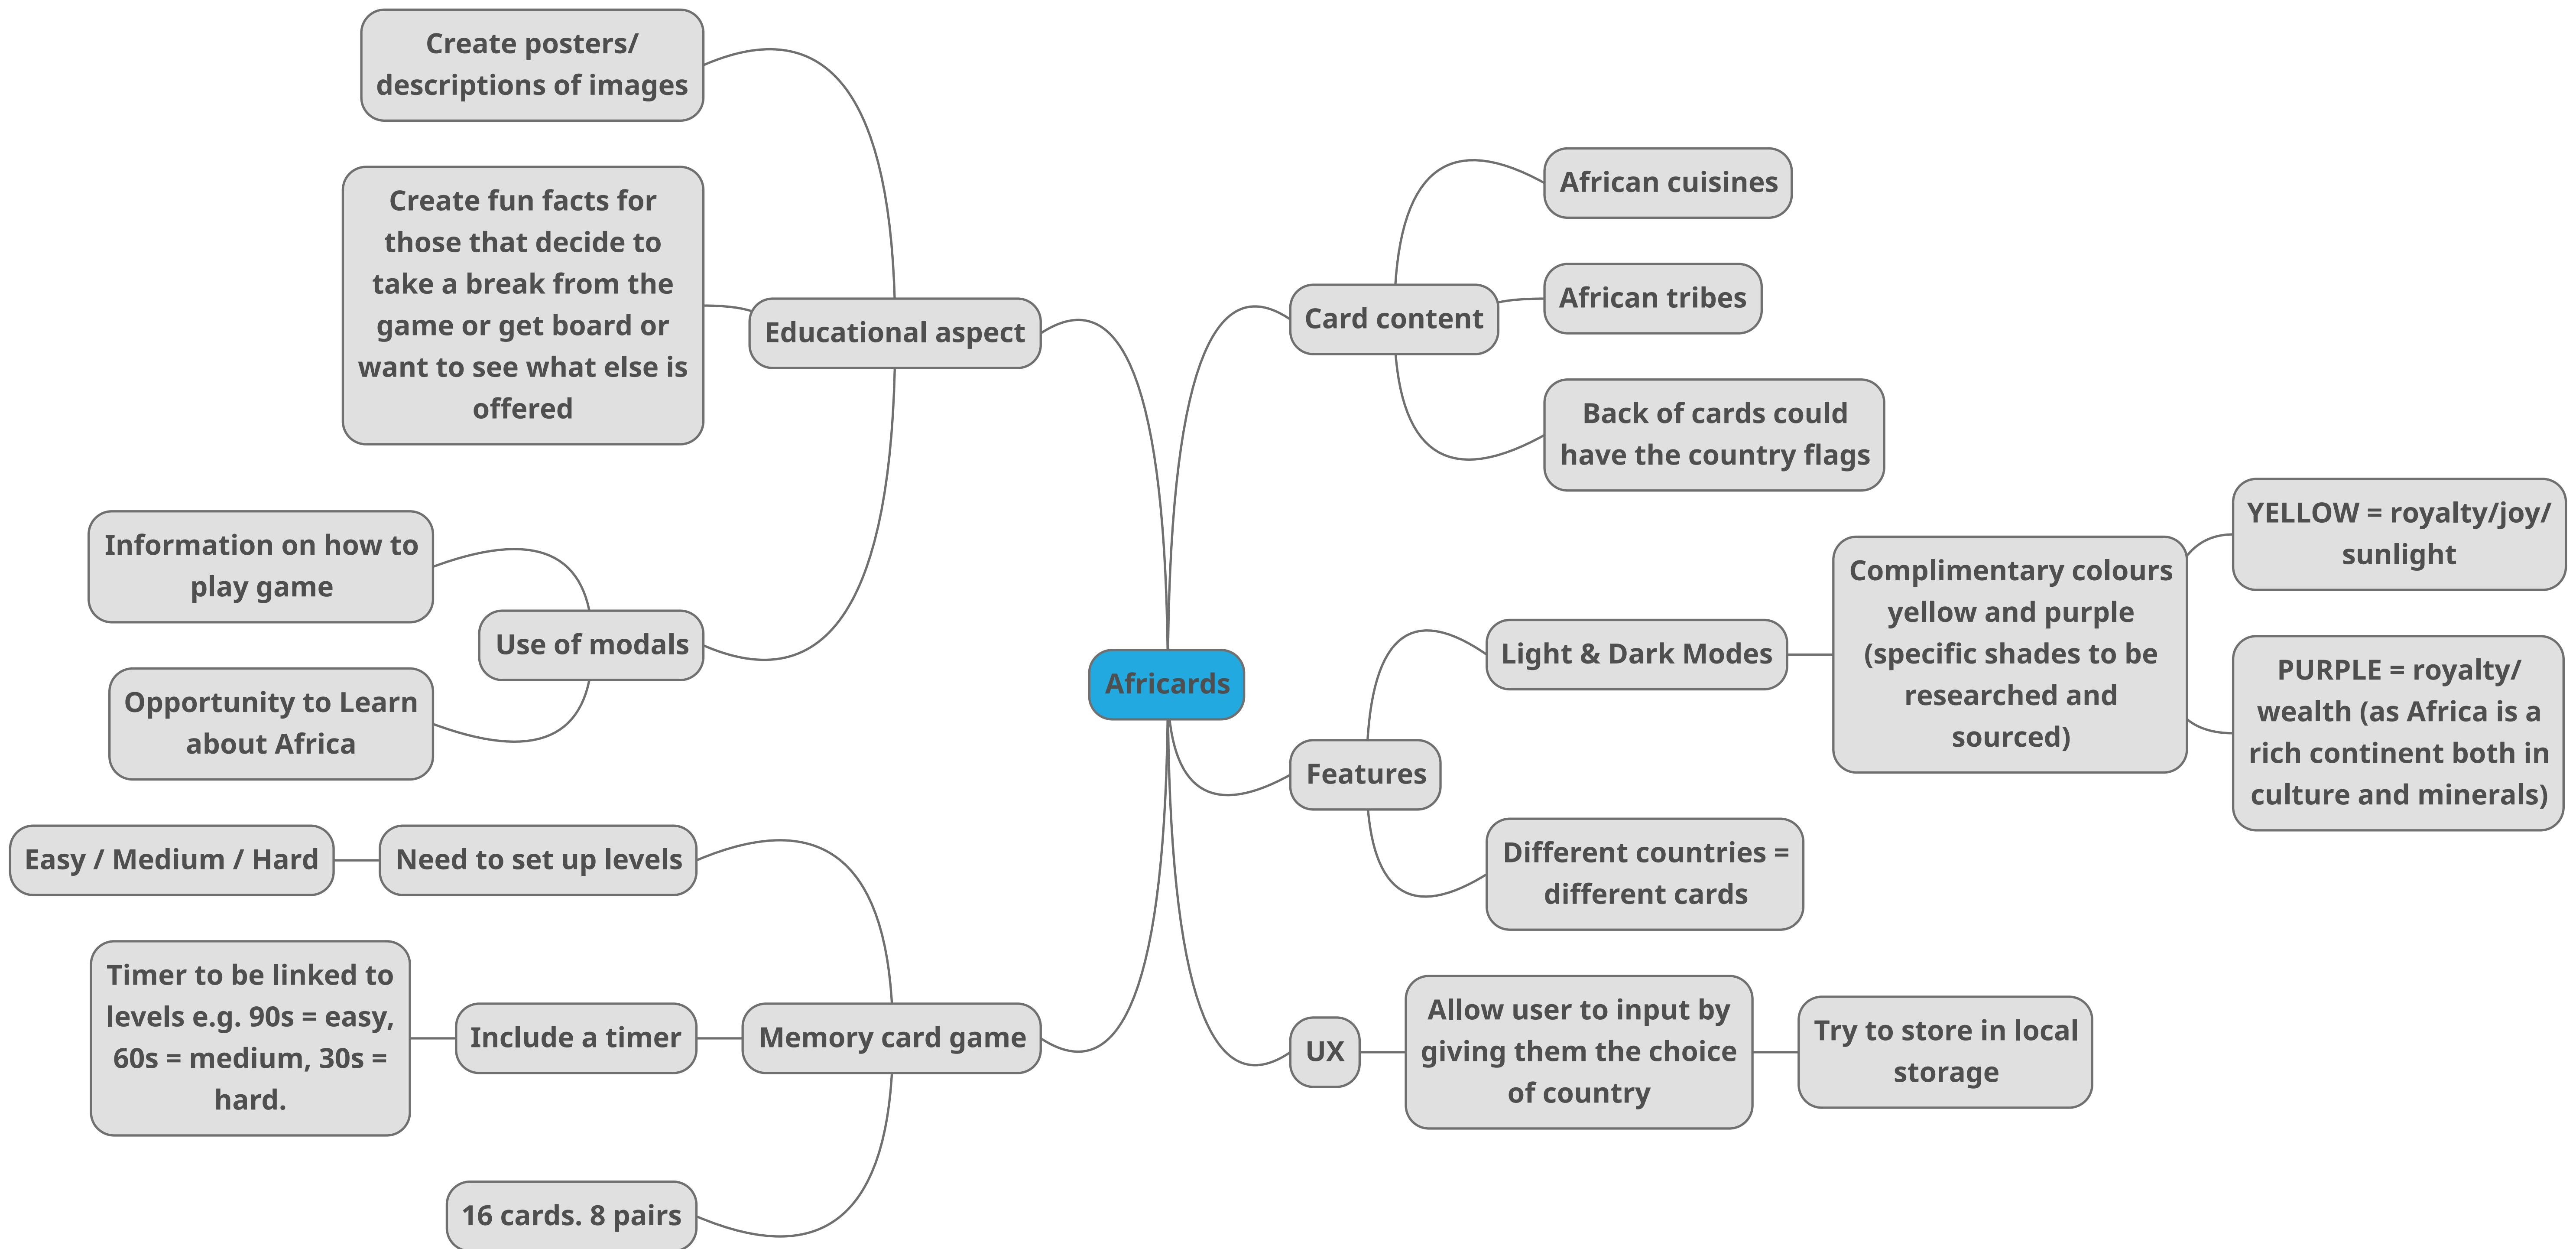 Create posters/
descriptions of images
Create fun facts for
those that decide to
take a break from the
game or get board or
want to see what else is
offered
Educational aspect
Information on how to
play game
Use of modals
Opportunity to Learn
about Africa
Easy / Medium / Hard
Need to set up levels
Timer to be linked to
levels e.g. 90s = easy,
60s = medium, 30s =
hard.
Include a timer
Memory card game
16 cards. 8 pairs
Africards
Card content
African cuisines
African tribes
Back of cards could
have the country flags
Features
Light & Dark Modes
Complimentary colours
yellow and purple
(specific shades to be
researched and
sourced)
YELLOW = royalty/joy/
sunlight
PURPLE = royalty/
wealth (as Africa is a
rich continent both in
culture and minerals)
Different countries =
different cards
UX
Allow user to input by
giving them the choice
of country
Try to store in local
storage